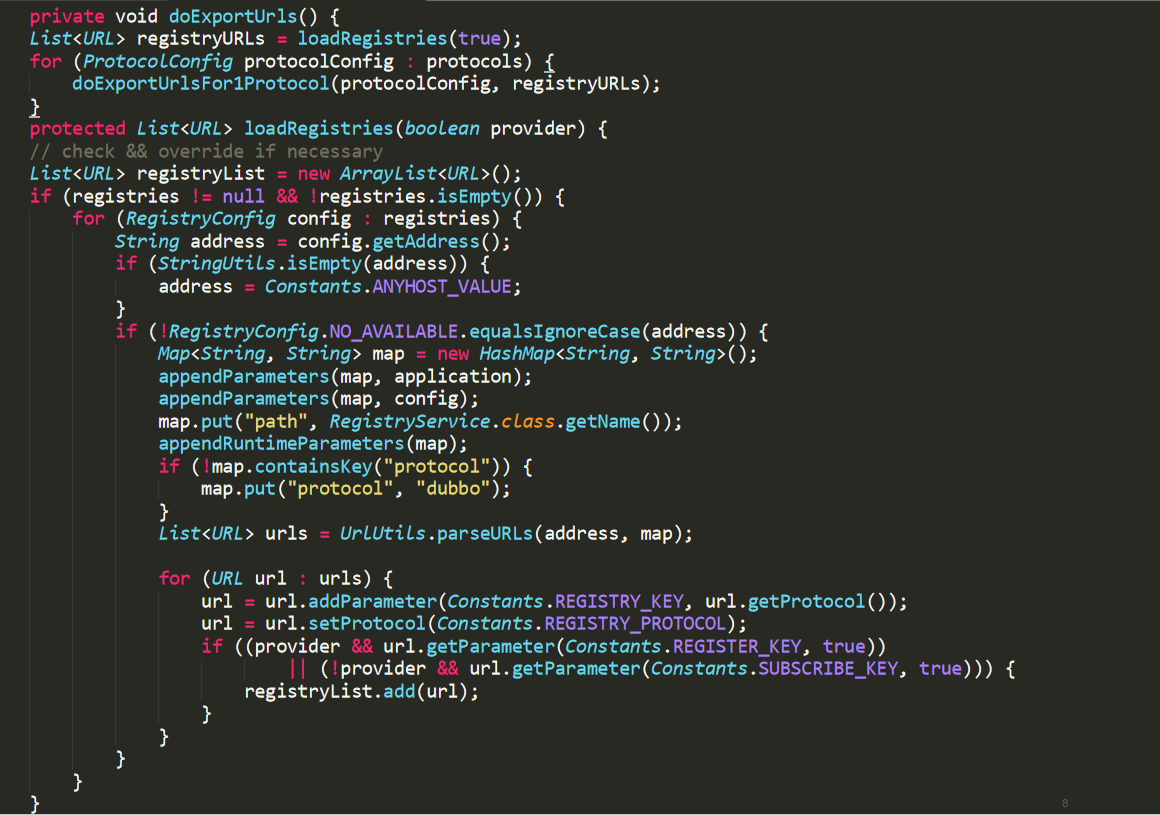 private void doExportUrls() {
List<URL> registryURLs = loadRegistries(true);
for (ProtocolConfig protocolConfig : protocols) {
    doExportUrlsFor1Protocol(protocolConfig, registryURLs);
}
protected List<URL> loadRegistries(boolean provider) {
// check && override if necessary
List<URL> registryList = new ArrayList<URL>();
if (registries != null && !registries.isEmpty()) {
    for (RegistryConfig config : registries) {
        String address = config.getAddress();
        if (StringUtils.isEmpty(address)) {
            address = Constants.ANYHOST_VALUE;
        }
        if (!RegistryConfig.NO_AVAILABLE.equalsIgnoreCase(address)) {
            Map<String, String> map = new HashMap<String, String>();
            appendParameters(map, application);
            appendParameters(map, config);
            map.put("path", RegistryService.class.getName());
            appendRuntimeParameters(map);
            if (!map.containsKey("protocol")) {
                map.put("protocol", "dubbo");
            }
            List<URL> urls = UrlUtils.parseURLs(address, map);

            for (URL url : urls) {
                url = url.addParameter(Constants.REGISTRY_KEY, url.getProtocol());
                url = url.setProtocol(Constants.REGISTRY_PROTOCOL);
                if ((provider && url.getParameter(Constants.REGISTER_KEY, true))
                        || (!provider && url.getParameter(Constants.SUBSCRIBE_KEY, true))) {
                    registryList.add(url);
                }
            }
        }
    }
}
8